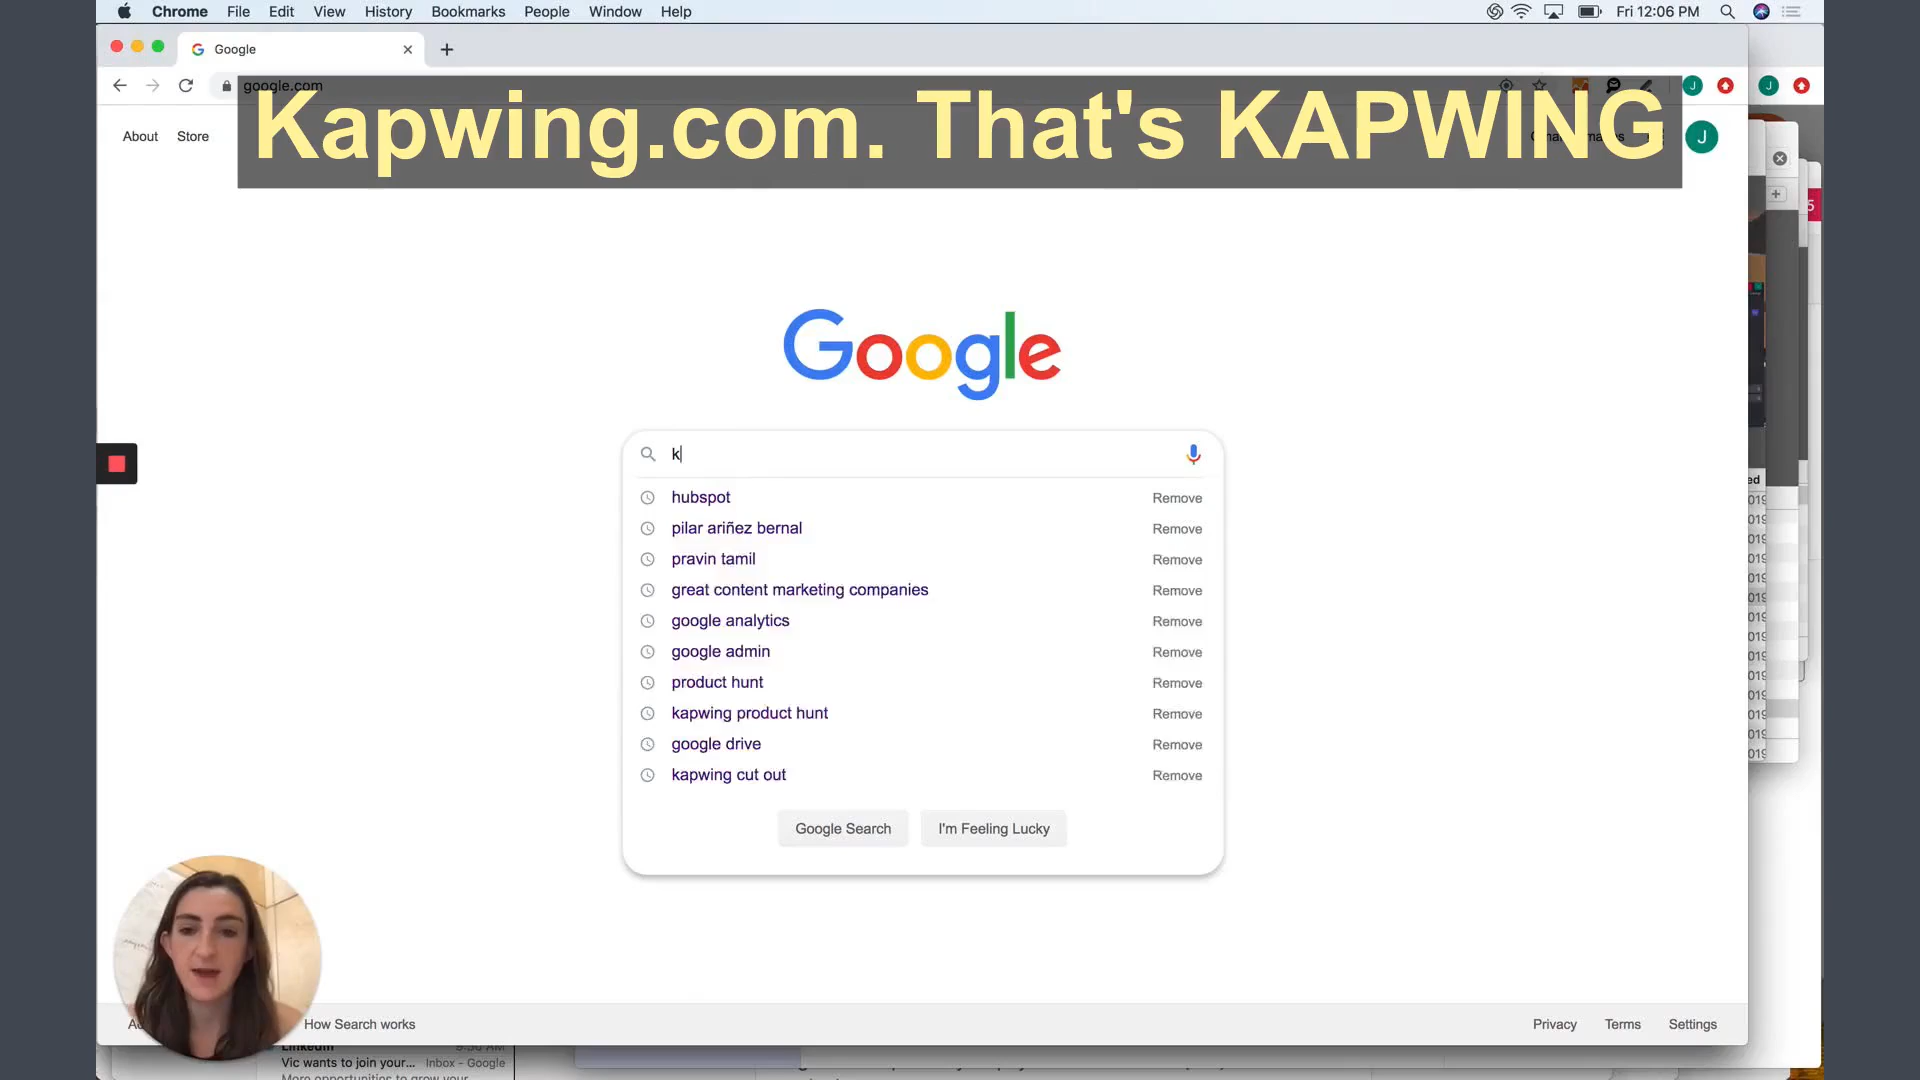 Chrome File Edit View History Bookmarks People Window Help Fri 12:06 PM
Google
google.com
Kapwing.com. That's KAPWING
About Store J
Google
k
hubspot Remove
pilar ariñez bernal Remove
pravin tamil Remove
great content marketing companies Remove
google analytics Remove
google admin Remove
product hunt Remove
kapwing product hunt Remove
google drive Remove
kapwing cut out Remove
Google Search I'm Feeling Lucky
How Search works Privacy Terms Settings
Vic wants to join your... Inbox - Google